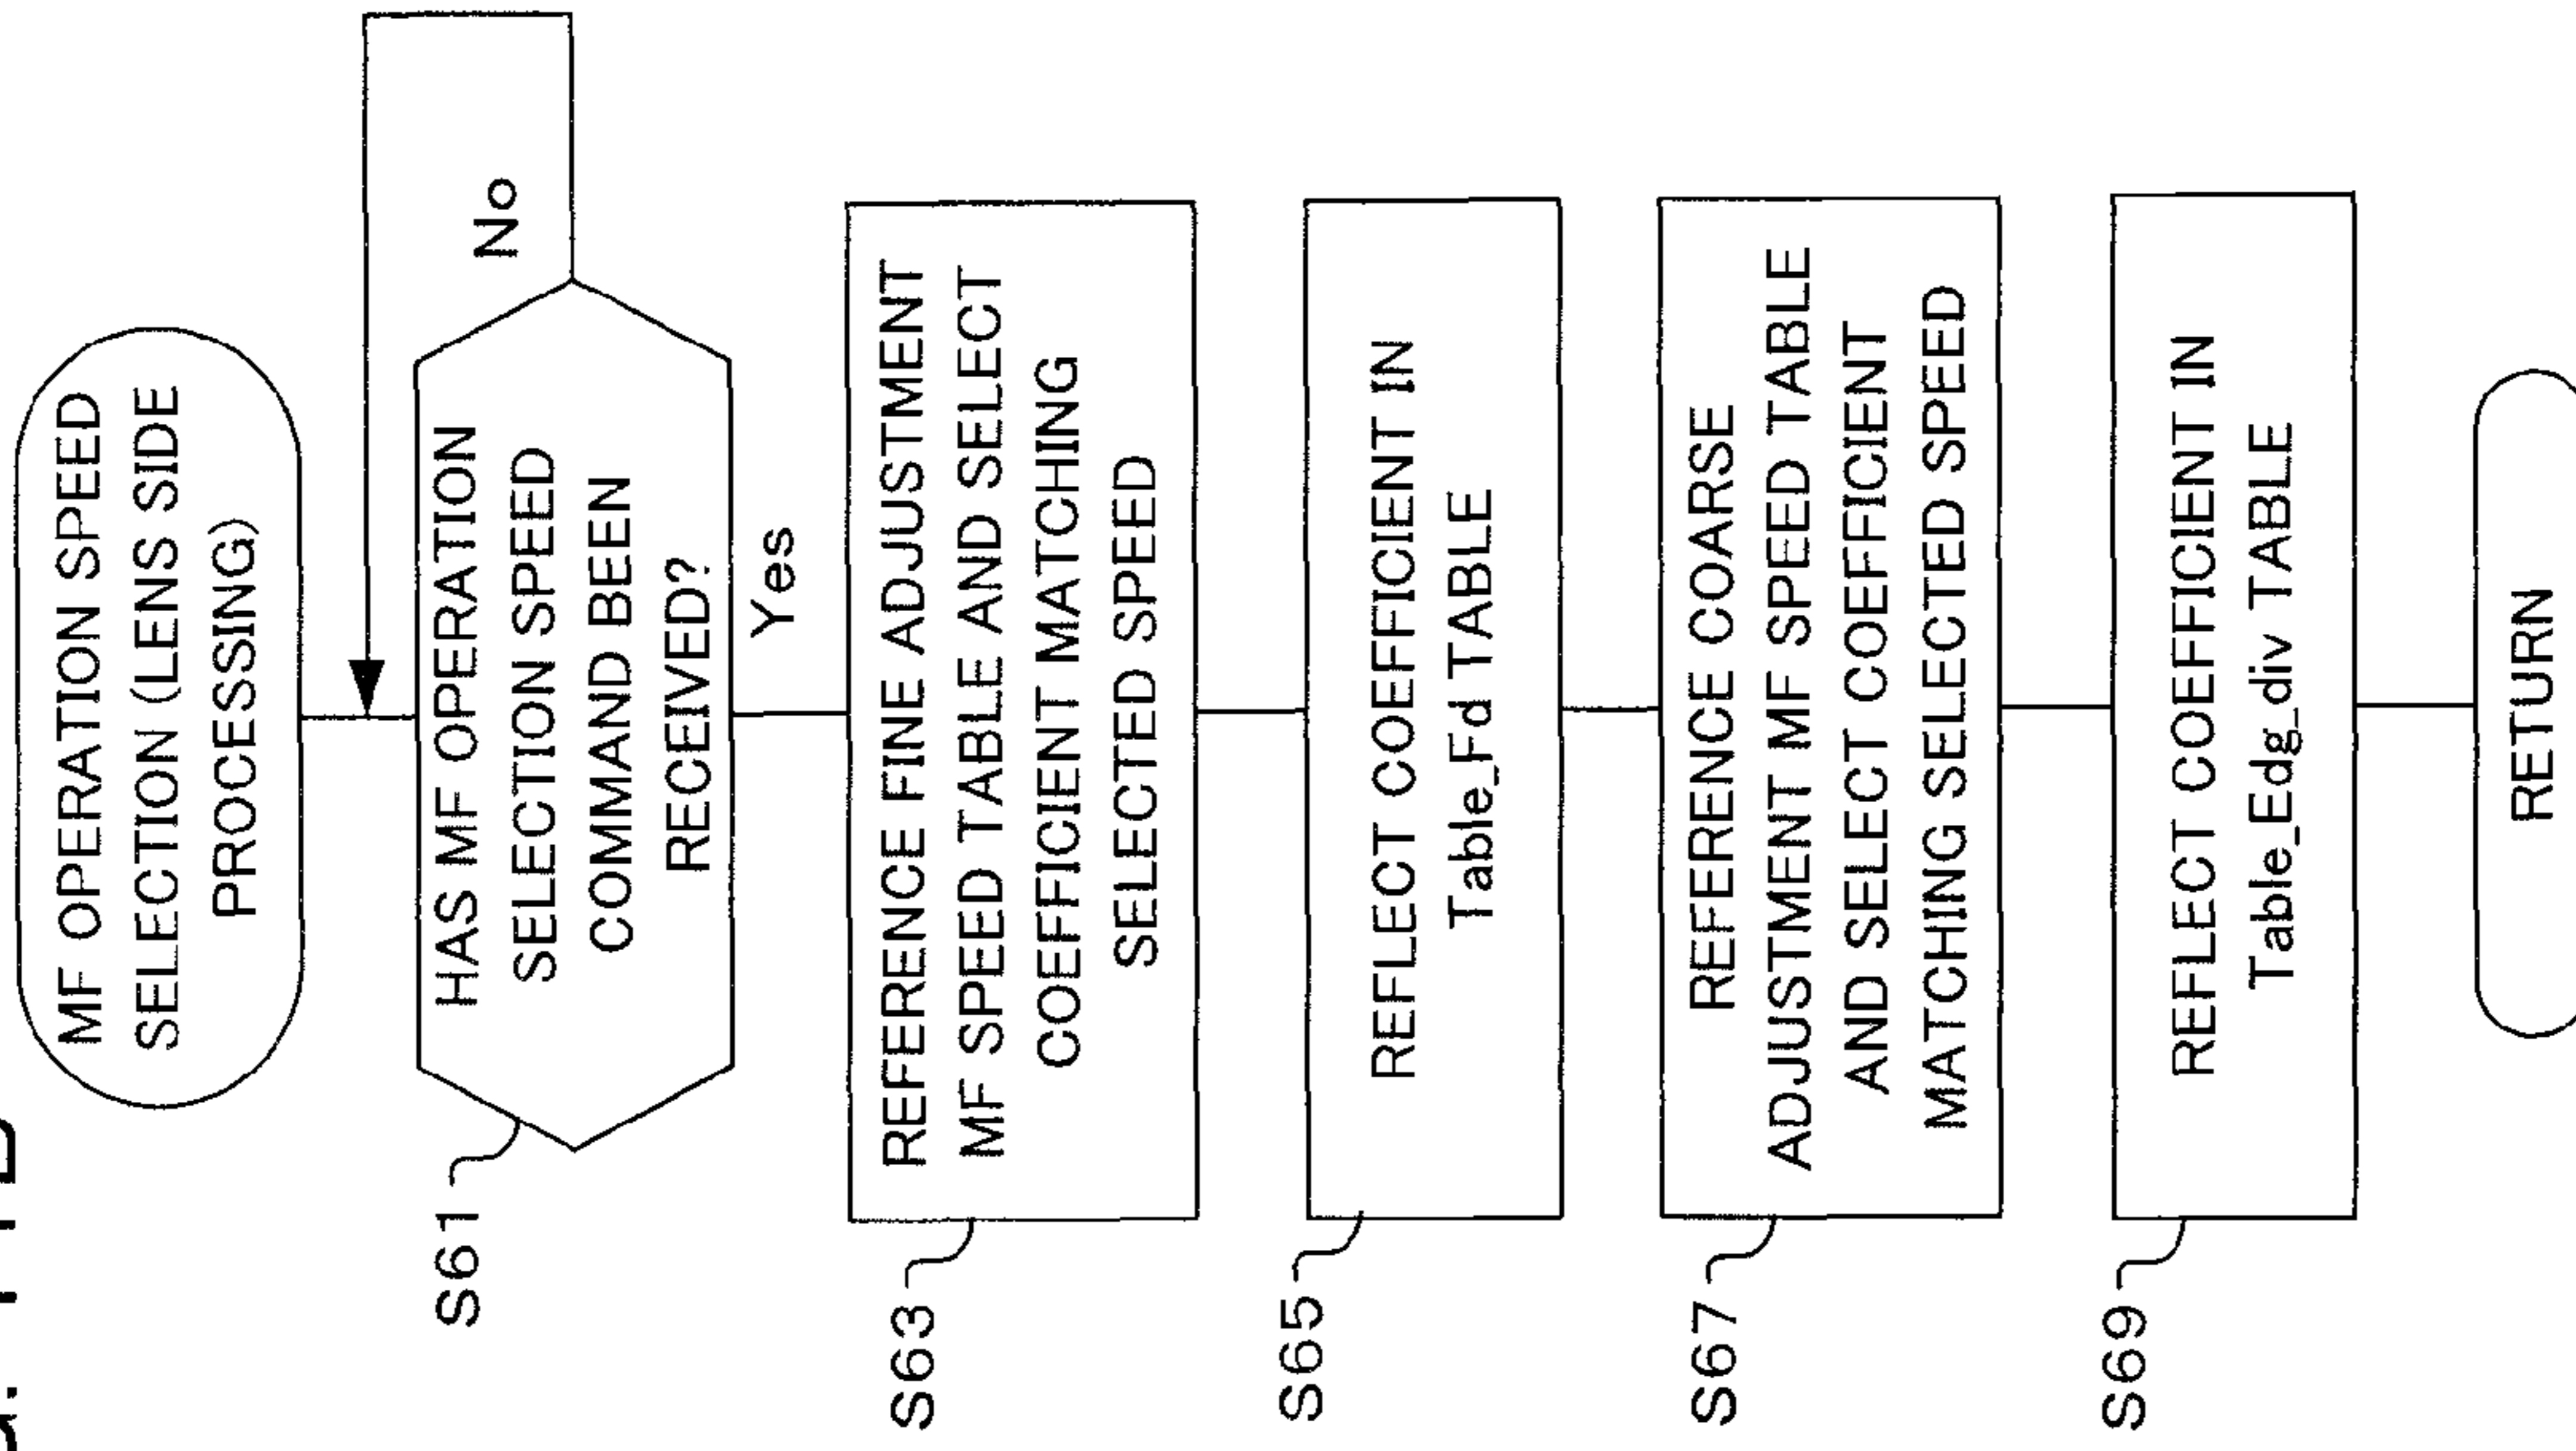 MF OPERATION SPEED
SELECTION (LENS SIDE
PROCESSING)
S61
HAS MF OPERATION
SELECTION SPEED
COMMAND BEEN
RECEIVED?
No
Yes
S63
REFERENCE FINE ADJUSTMENT
MF SPEED TABLE AND SELECT
COEFFICIENT MATCHING
SELECTED SPEED
S65
REFLECT COEFFICIENT IN
Table_Fd TABLE
S67
REFERENCE COARSE
ADJUSTMENT MF SPEED TABLE
AND SELECT COEFFICIENT
MATCHING SELECTED SPEED
S69
REFLECT COEFFICIENT IN
Table_Edg_div TABLE
RETURN